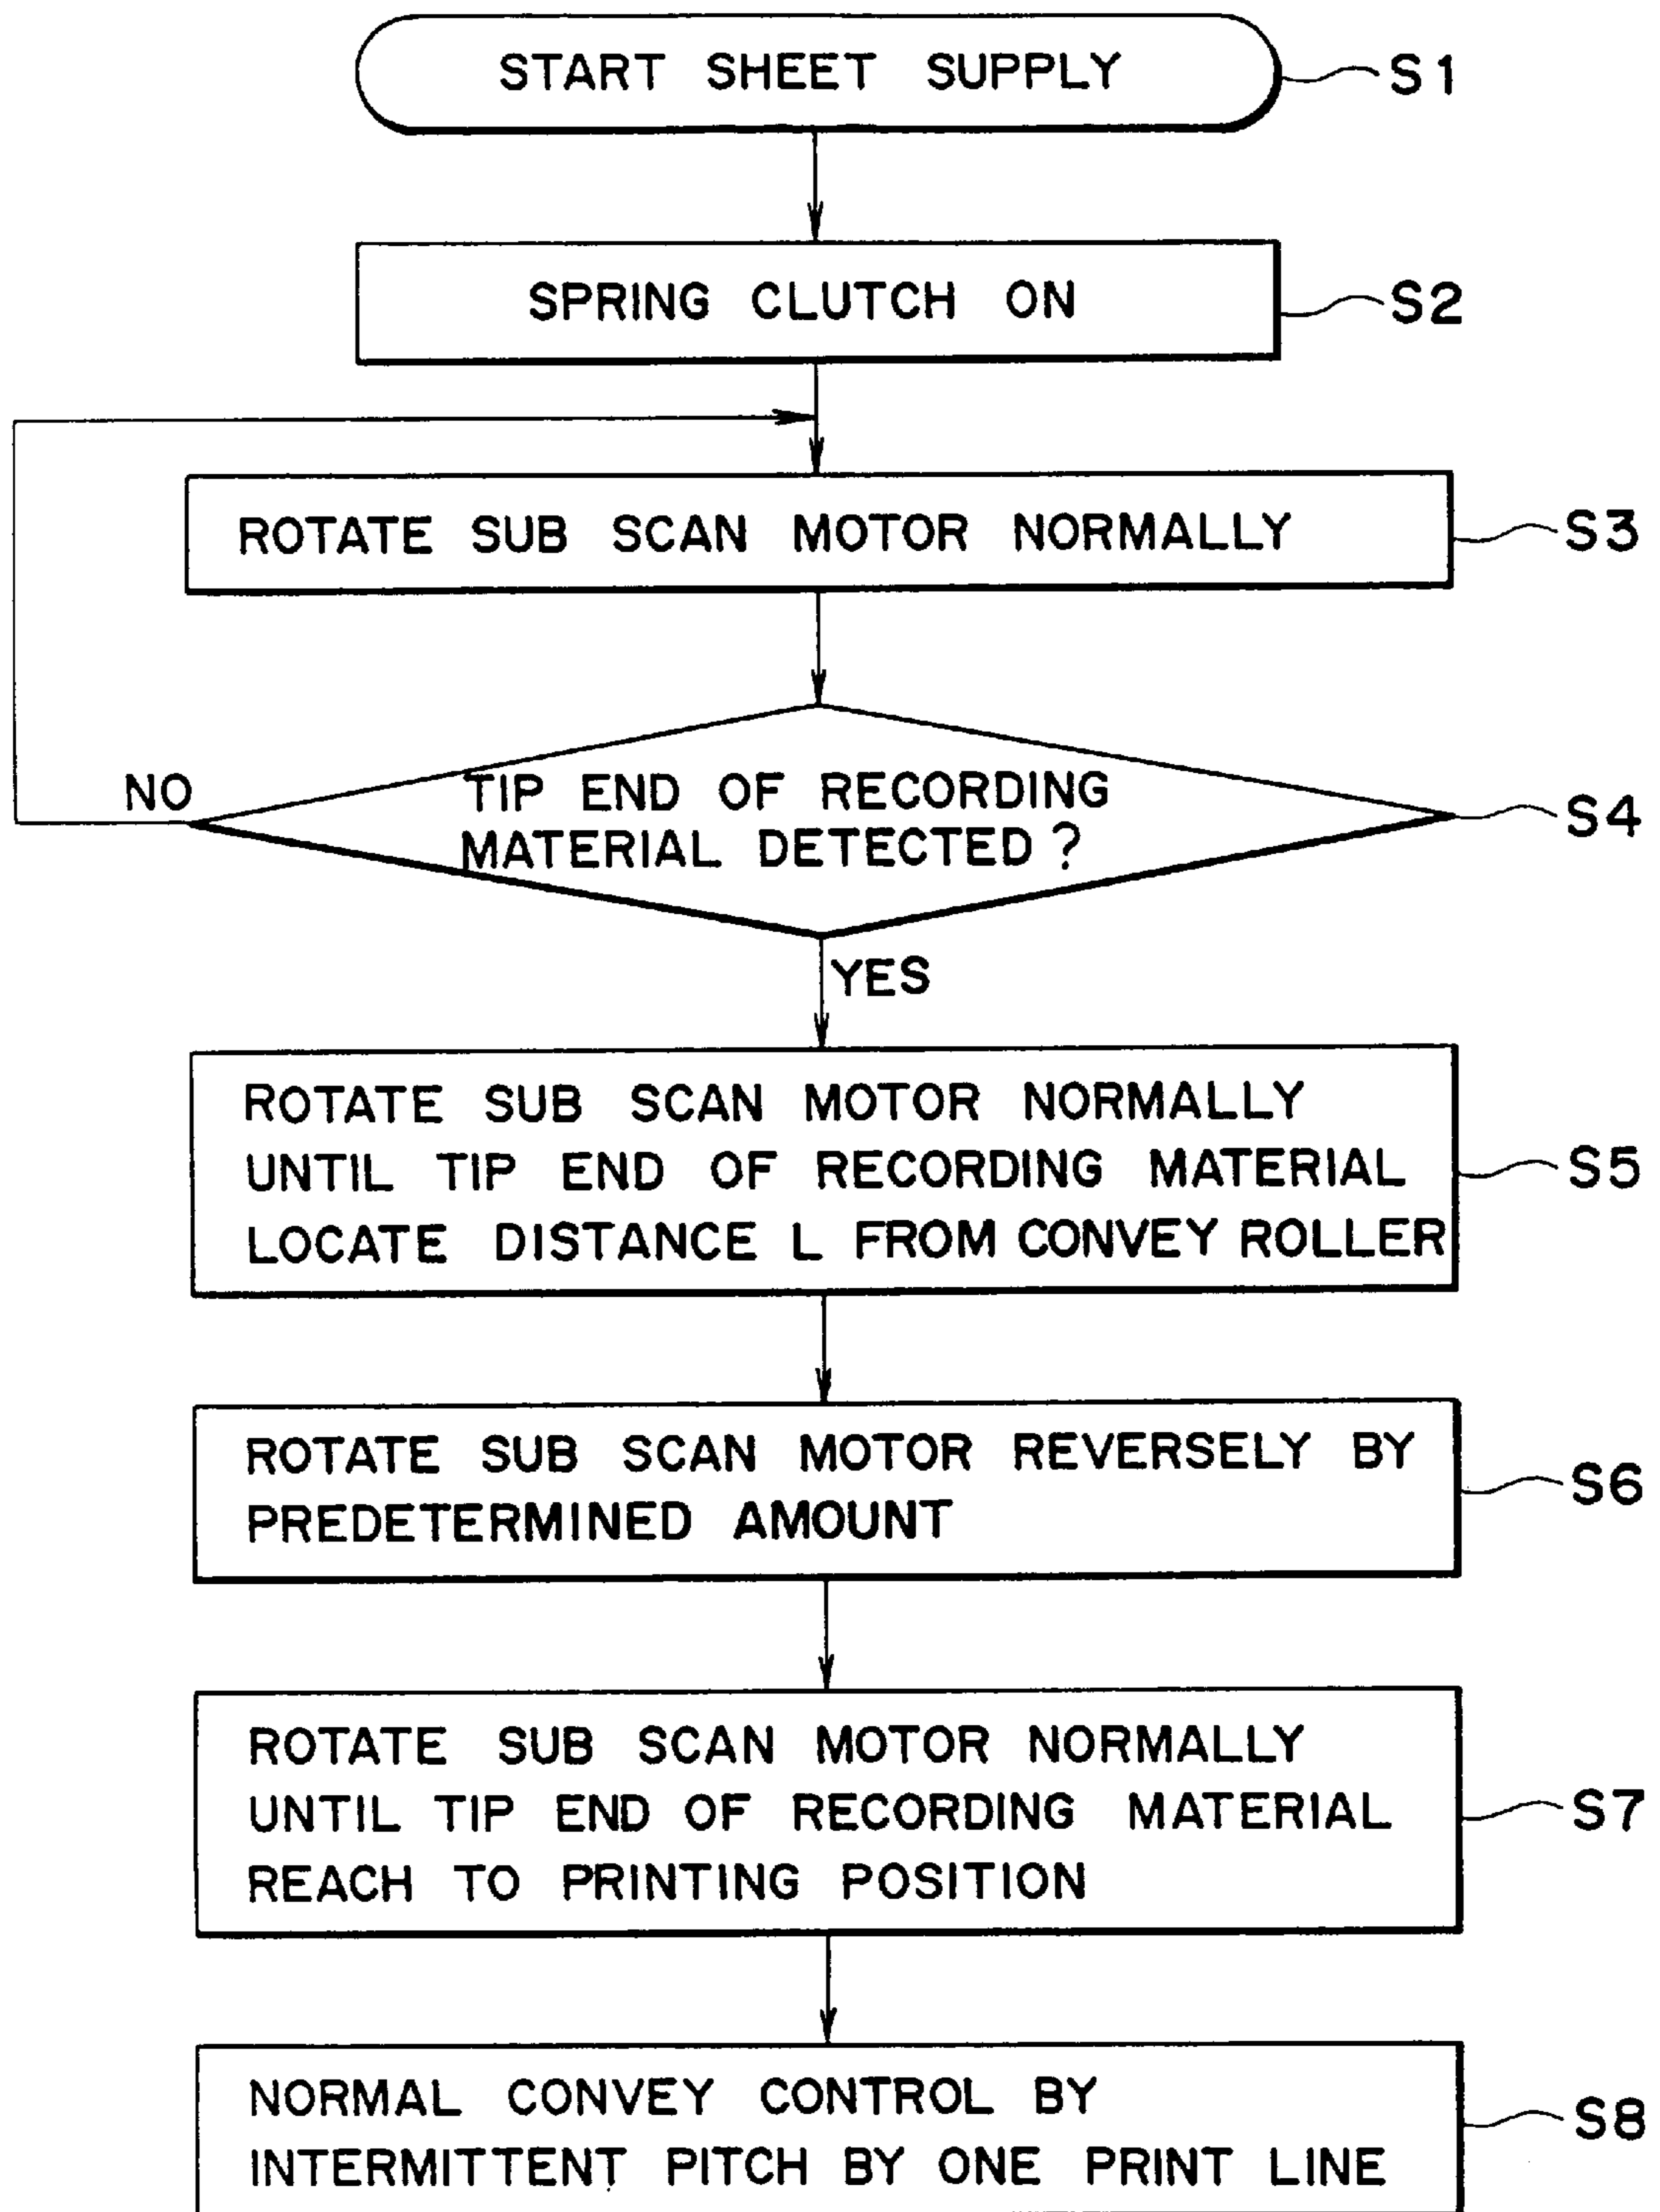 START SHEET SUPPLY
S1
SPRING CLUTCH ON
S2
ROTATE SUB SCAN MOTOR NORMALLY
S3
NO
TIP END OF RECORDING
MATERIAL DETECTED ?
S4
YES
ROTATE SUB SCAN MOTOR NORMALLY
UNTIL TIP END OF RECORDING MATERIAL
LOCATE DISTANCE L FROM CONVEY ROLLER
S5
ROTATE SUB SCAN MOTOR REVERSELY BY
PREDETERMINED AMOUNT
S6
ROTATE SUB SCAN MOTOR NORMALLY
UNTIL TIP END OF RECORDING MATERIAL
REACH TO PRINTING POSITION
S7
NORMAL CONVEY CONTROL BY
INTERMITTENT PITCH BY ONE PRINT LINE
S8